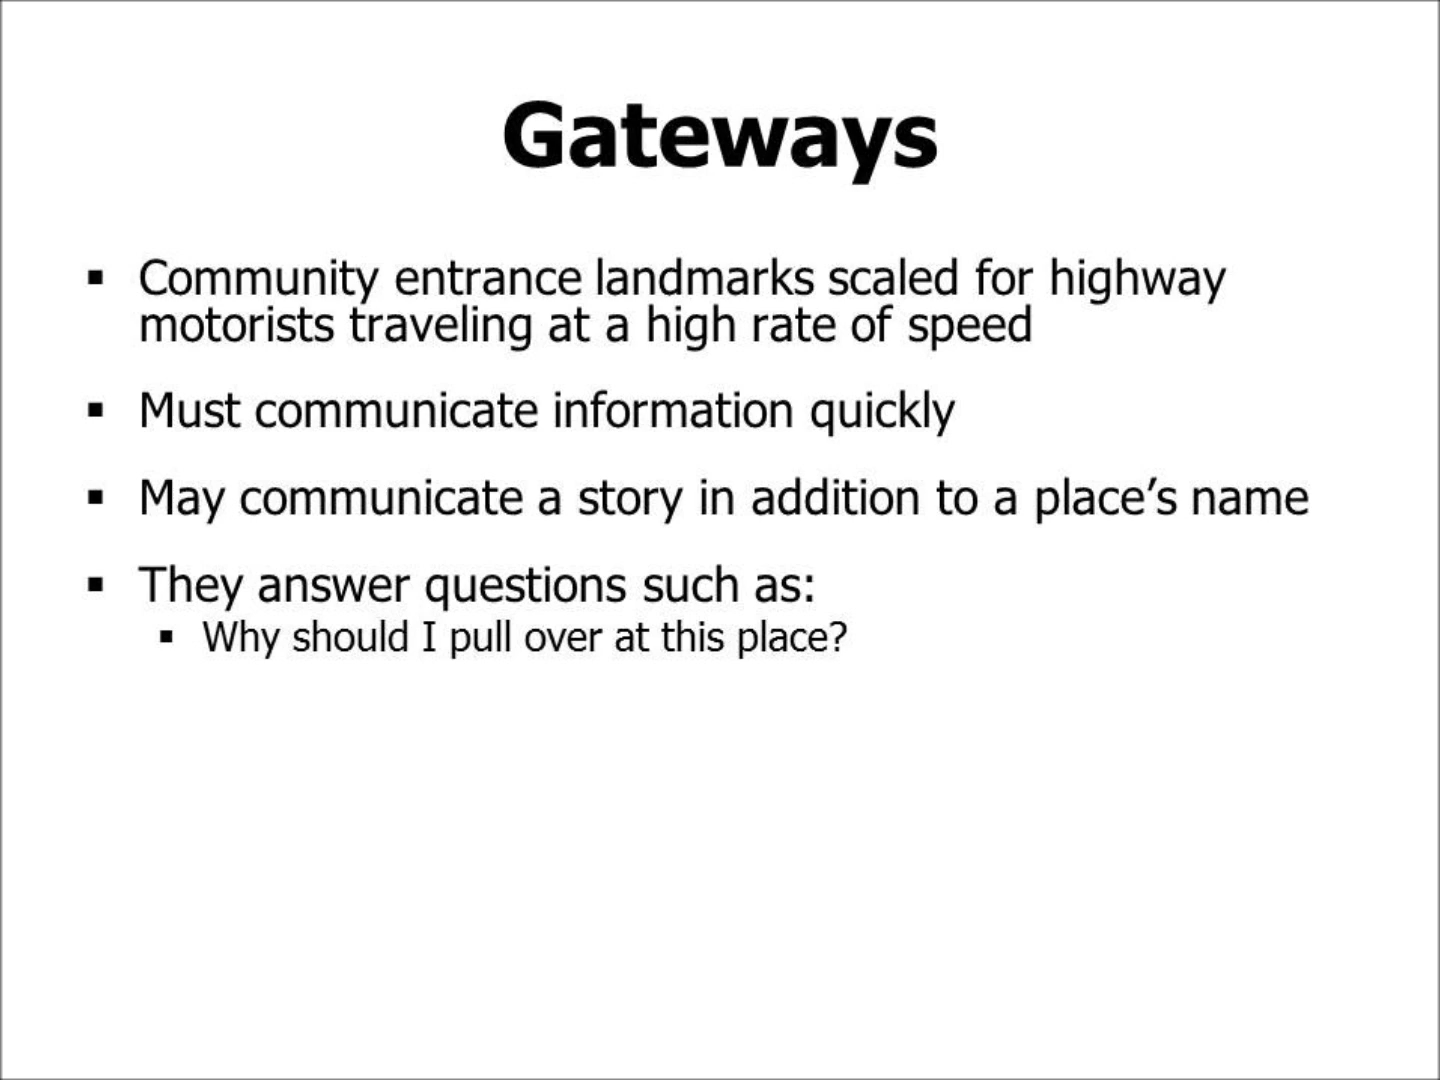 Gateways
▪ Community entrance landmarks scaled for highway
motorists traveling at a high rate of speed
▪ Must communicate information quickly
▪ May communicate a story in addition to a place’s name
▪ They answer questions such as:
▪ Why should I pull over at this place?